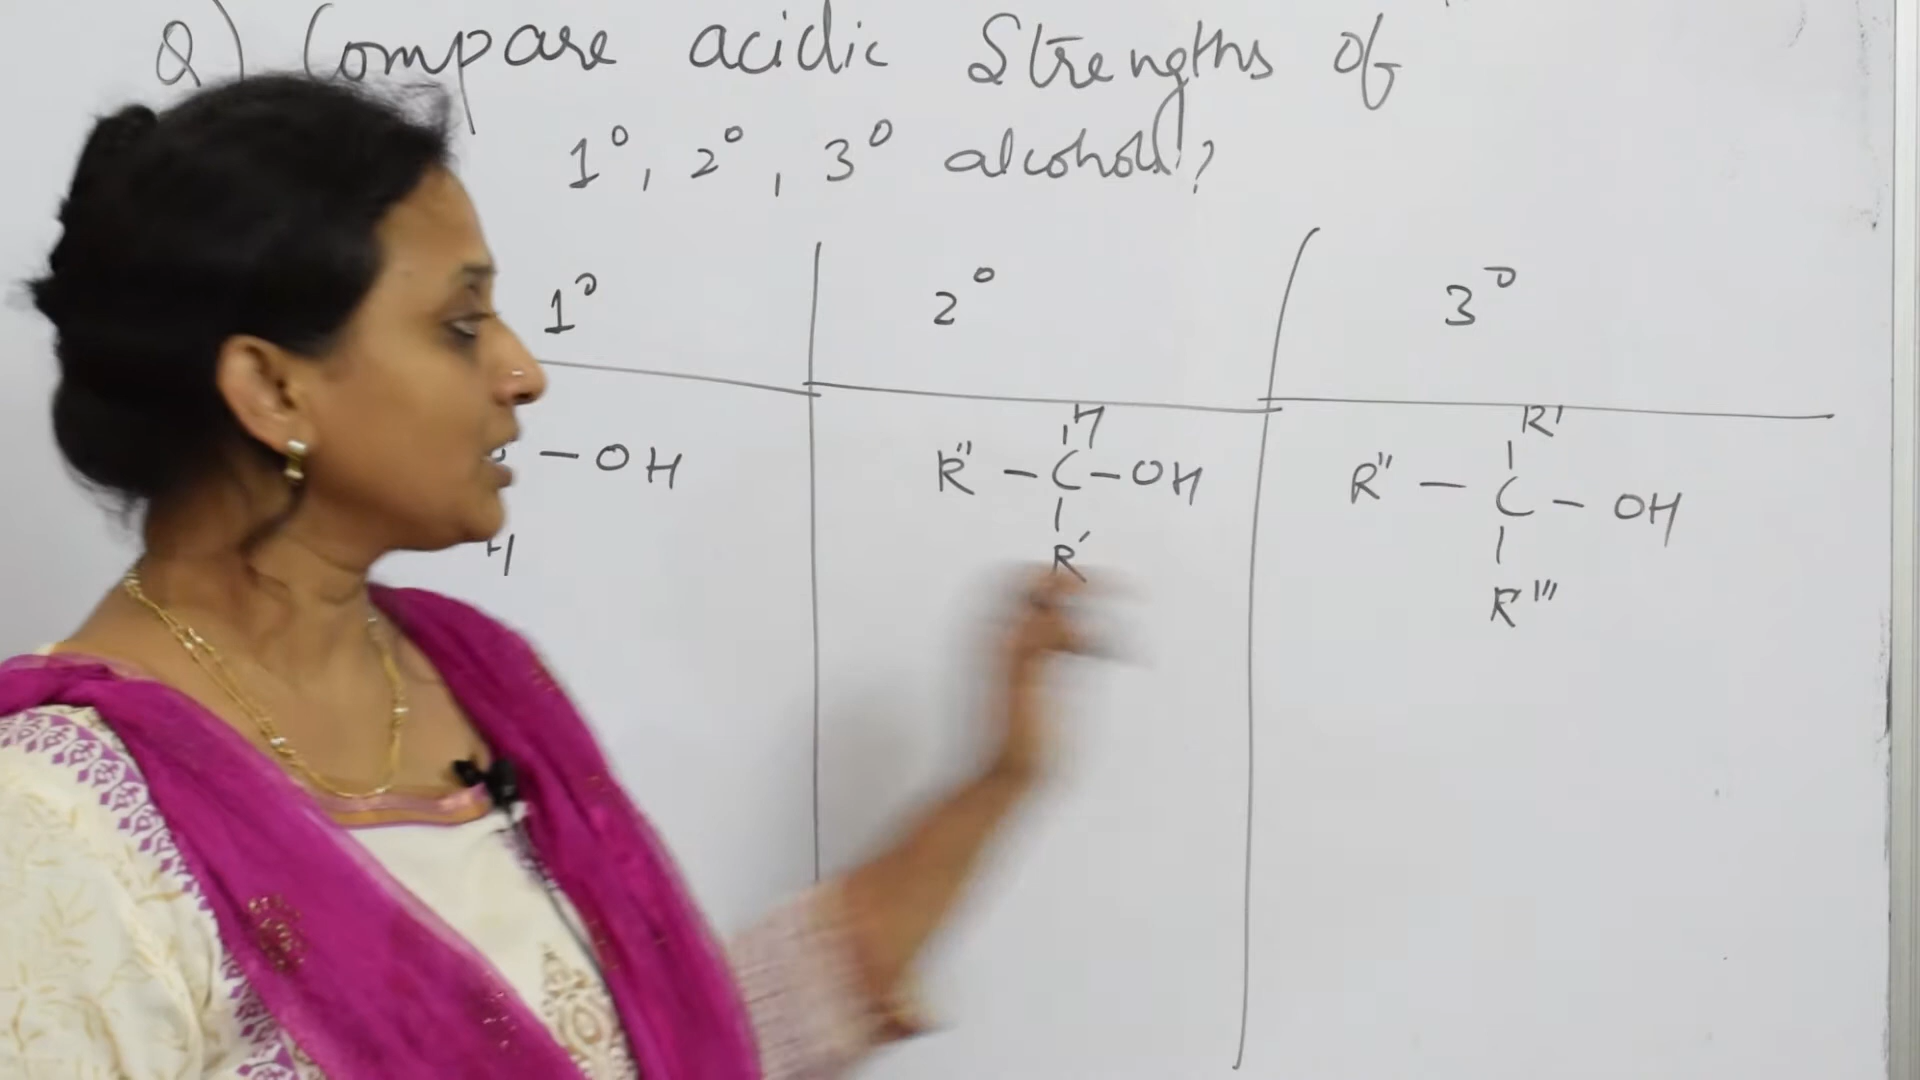 Q) Compare acidic Strengths of
1°, 2°, 3° alcohols?
1° 2° 3°
H R'
- OH R'' - C - OH R'' - C - OH
H R' R'''